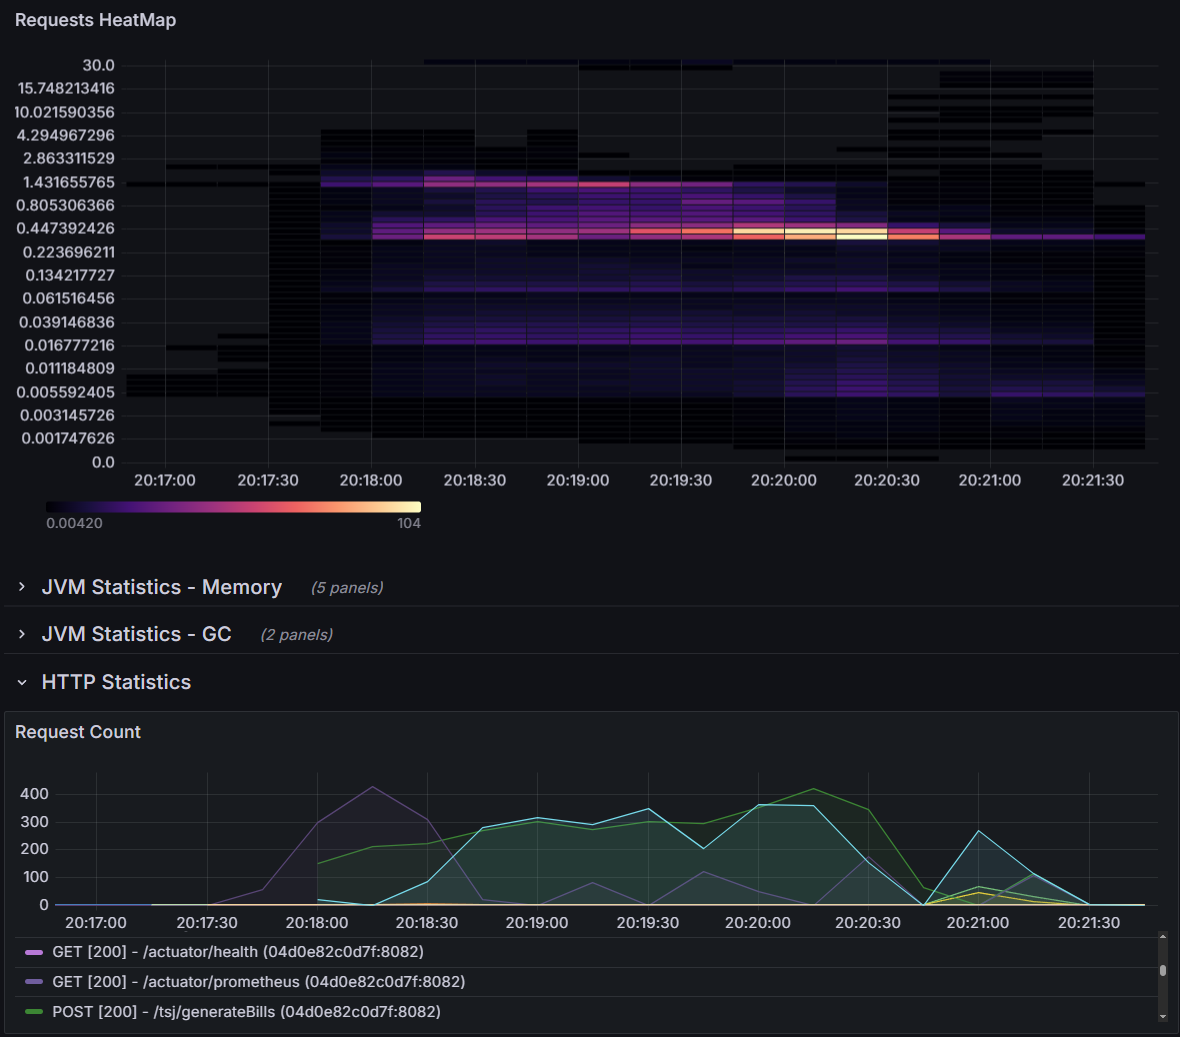 Requests HeatMap
30.0
15.748213416
10.021590356
4.294967296
2.863311529
1.431655765
0.805306366
0.447392426
0.223696211
0.134217727
0.061516456
0.039146836
0.016777216
0.01184809
0.005592405
0.003145726
0.001747626
0.0
20:17:00 20:17:30 20:18:00 20:18:30 20:19:00 20:19:30 20:20:00 20:20:30 20:21:00 20:21:30
0.00420 104
JVM Statistics - Memory (5 panels)
JVM Statistics - GC (2 panels)
HTTP Statistics
Request Count
400
300
200
100
0
20:17:00 20:17:30 20:18:00 20:18:30 20:19:00 20:19:30 20:20:00 20:20:30 20:21:00 20:21:30
GET [200] - /actuator/health (04d0e82c0d7f:8082)
GET [200] - /actuator/prometheus (04d0e82c0d7f:8082)
POST [200] - /tsj/generateBills (04d0e82c0d7f:8082)